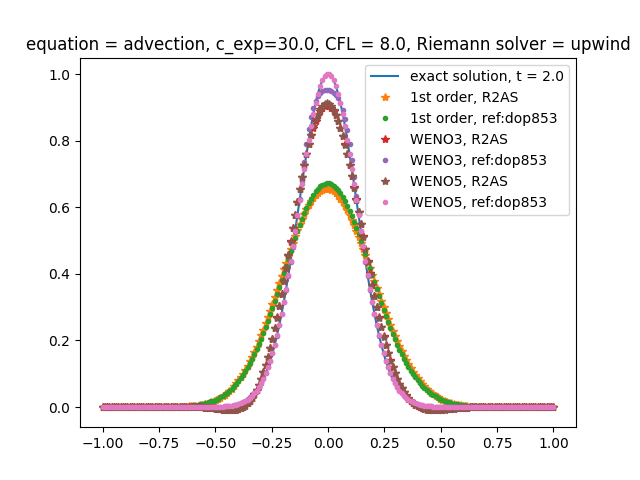 equation = advection, c_exp=30.0, CFL = 8.0, Riemann solver = upwind
exact solution, t = 2.0
1st order, R2AS
1st order, ref:dop853
WENO3, R2AS
WENO3, ref:dop853
WENO5, R2AS
WENO5, ref:dop853
1.0
0.8
0.6
0.4
0.2
0.0
−1.00 −0.75 −0.50 −0.25 0.00 0.25 0.50 0.75 1.00